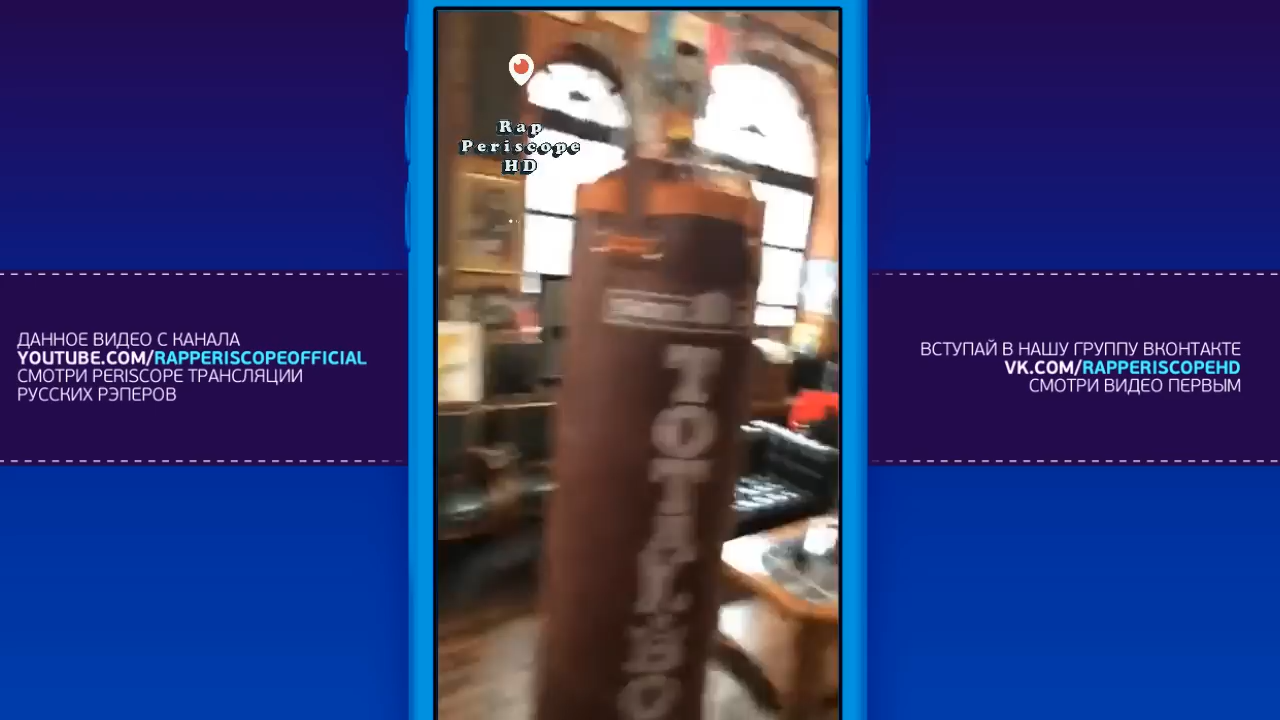 Rap
Periscope
HD
ДАННОЕ ВИДЕО С КАНАЛА
YOUTUBE.COM/RAPPERISCOPEOFFICIAL
СМОТРИ PERISCOPE ТРАНСЛЯЦИИ
РУССКИХ РЭПЕРОВ
ВСТУПАЙ В НАШУ ГРУППУ ВКОНТАКТЕ
VK.COM/RAPPERISCOPEHD
СМОТРИ ВИДЕО ПЕРВЫМ
TOTALBO